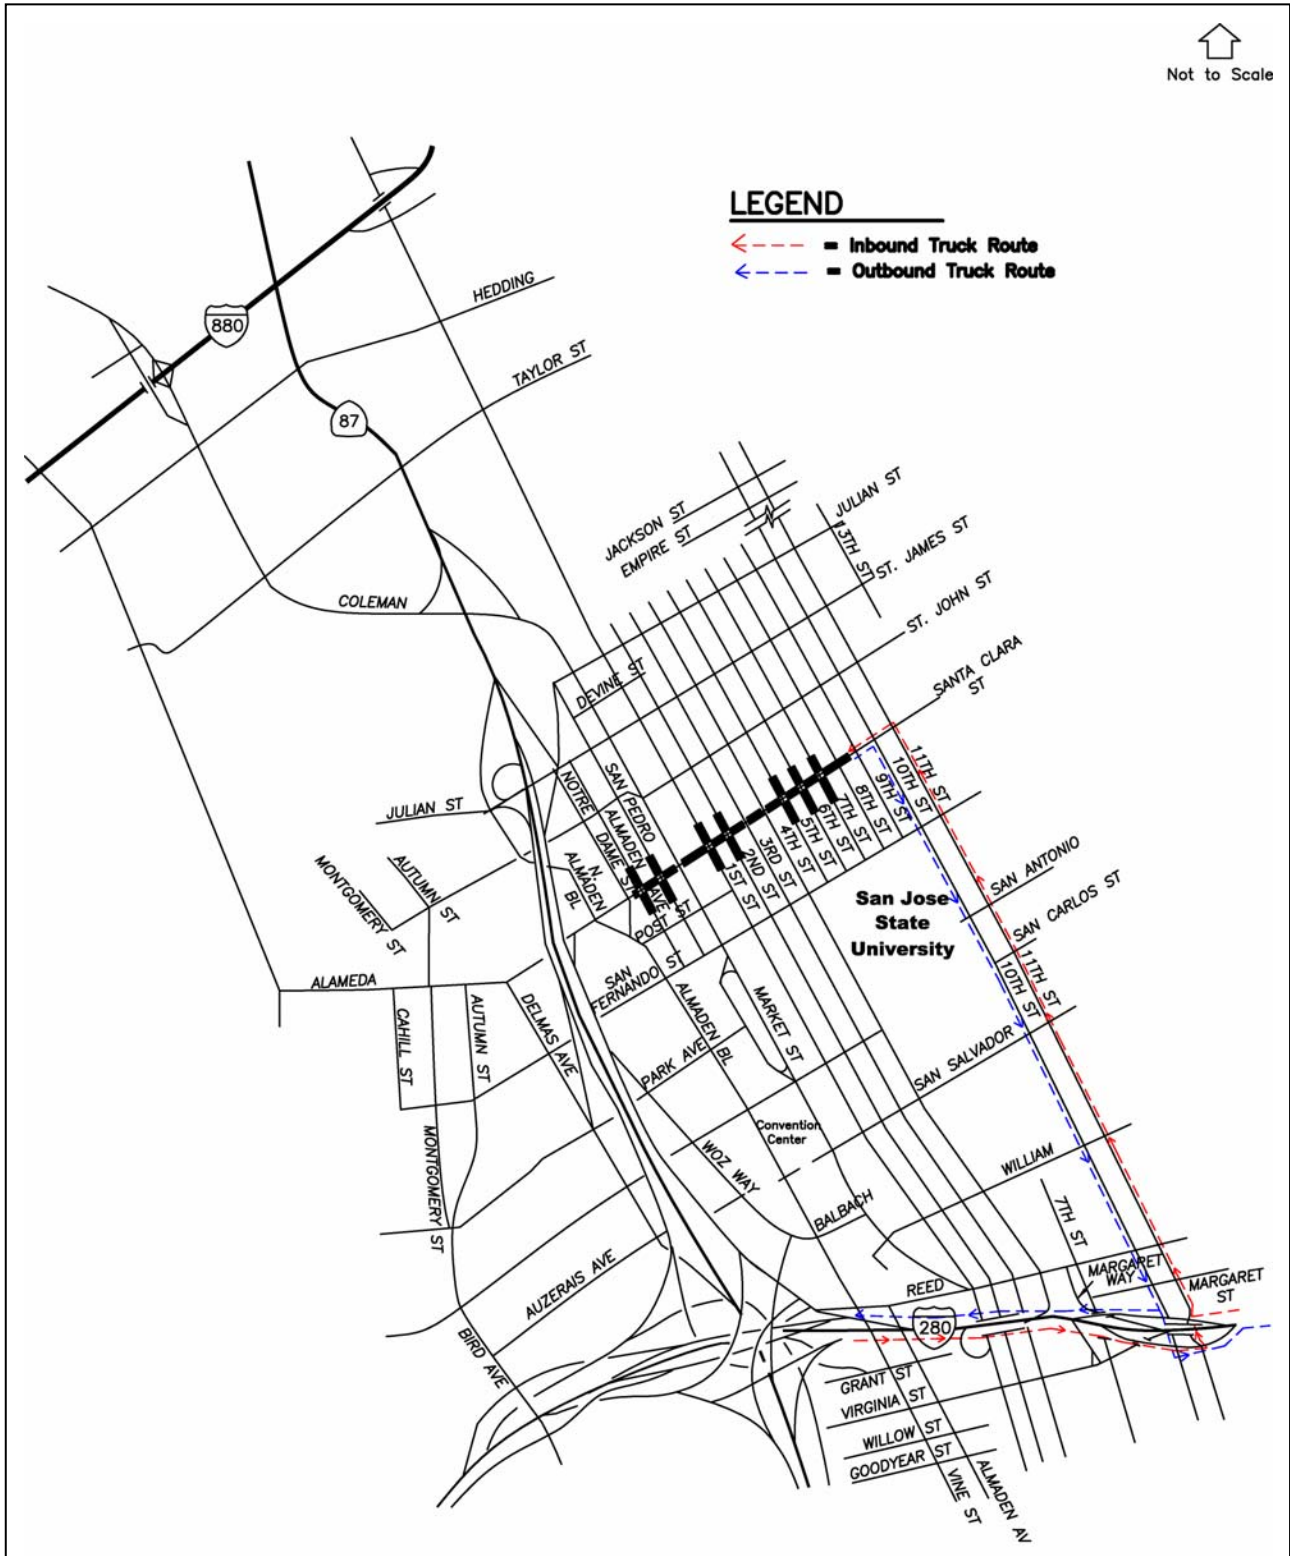 Not to Scale
LEGEND
= Inbound Truck Route
= Outbound Truck Route
HEDDING
880
TAYLOR ST
87
JULIAN ST
JACKSON ST
13TH ST
EMPIRE ST
ST. JAMES ST
COLEMAN
ST. JOHN ST
SANTA CLARA
ST
DEVINE ST
11TH ST
10TH ST
9TH ST
8TH ST
7TH ST
6TH ST
5TH ST
4TH ST
3RD ST
2ND ST
1ST ST
SAN PEDRO
ALMADEN
AVE
NOTRE
DAME ST
JULIAN ST
N.
ALMADEN
BL
AUTUMN ST
MONTGOMERY ST
POST ST
SAN ANTONIO
San Jose
State
University
SAN CARLOS ST
SAN
FERNANDO ST
11TH ST
10TH ST
ALAMEDA
CAHILL ST
AUTUMN ST
DELMAS AVE
ALMADEN BL
MARKET ST
PARK AVE
SAN SALVADOR
Convention
Center
MONTGOMERY ST
WOZ WAY
WILLIAM
BALBACH
7TH ST
AUZERAIS AVE
REED
MARGARET
WAY
MARGARET
ST
280
BIRD AVE
GRANT ST
VIRGINIA ST
WILLOW ST
GOODYEAR ST
VINE ST
ALMADEN AV